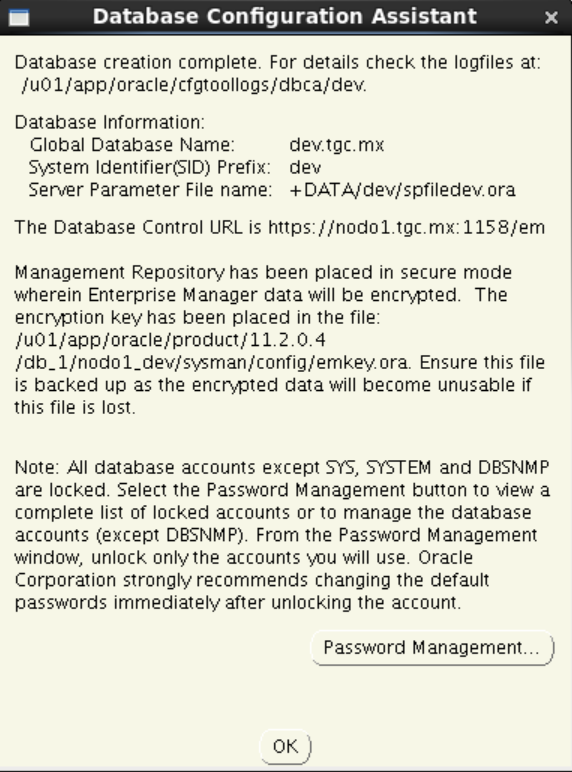 Database Configuration Assistant
Database creation complete. For details check the logfiles at:
/u01/app/oracle/cfgtoollogs/dbca/dev.
Database Information:
Global Database Name: dev.tgc.mx
System Identifier(SID) Prefix: dev
Server Parameter File name: +DATA/dev/spfiledev.ora
The Database Control URL is https://nodo1.tgc.mx:1158/em
Management Repository has been placed in secure mode
wherein Enterprise Manager data will be encrypted. The
encryption key has been placed in the file:
/u01/app/oracle/product/11.2.0.4
/db_1/nodo1_dev/sysman/config/emkey.ora. Ensure this file
is backed up as the encrypted data will become unusable if
this file is lost.
Note: All database accounts except SYS, SYSTEM and DBSNMP
are locked. Select the Password Management button to view a
complete list of locked accounts or to manage the database
accounts (except DBSNMP). From the Password Management
window, unlock only the accounts you will use. Oracle
Corporation strongly recommends changing the default
passwords immediately after unlocking the account.
Password Management...
OK